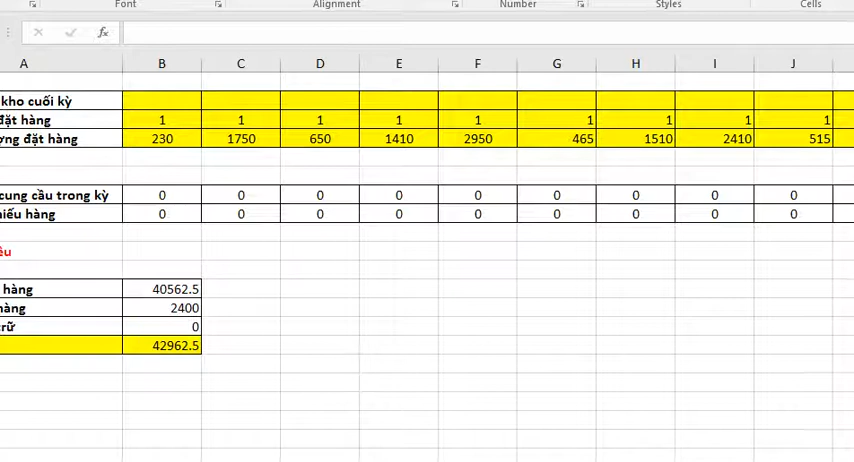 Font Alignment Number Styles Cells
fx
A B C D E F G H I J
kho cuối kỳ
đặt hàng 1 1 1 1 1 1 1 1 1
ợng đặt hàng 230 1750 650 1410 2950 465 1510 2410 515
cung cầu trong kỳ 0 0 0 0 0 0 0 0 0
hiếu hàng 0 0 0 0 0 0 0 0 0
êu
hàng 40562.5
hàng 2400
trữ 0
42962.5